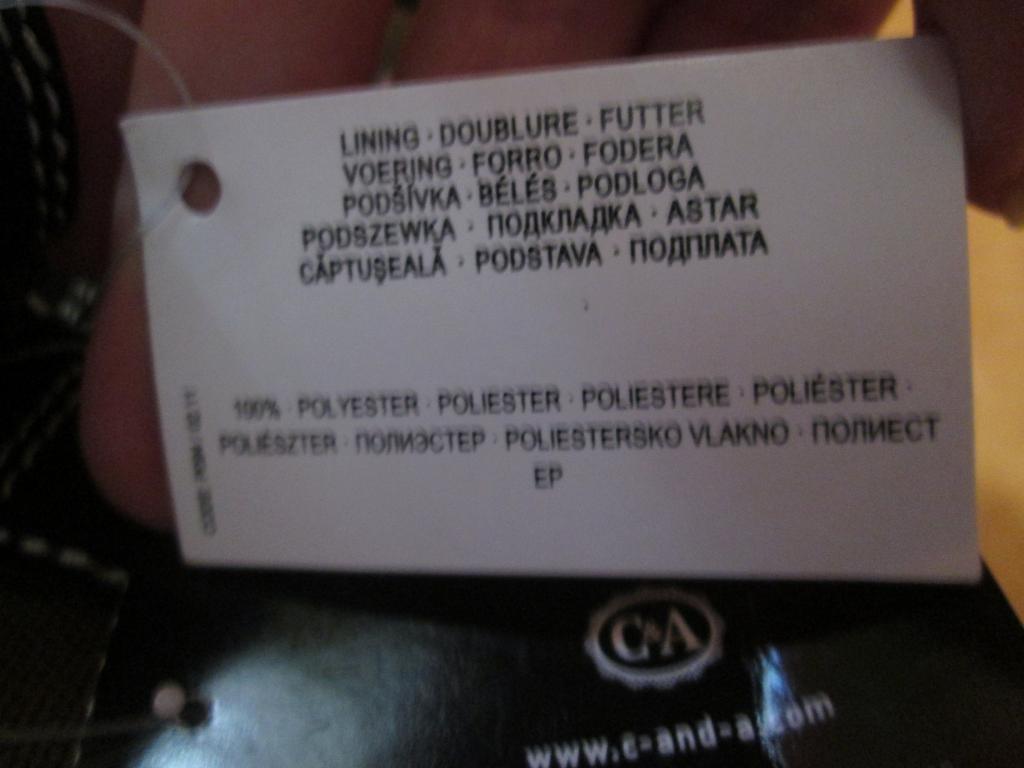 LINING · DOUBLURE · FUTTER
VOERING · FORRO · FODERA
PODŠÍVKA · BÉLÉS · PODLOGA
PODSZEWKA · ПОДКЛАДКА · ASTAR
CĂPTUŞEALĂ · PODSTAVA · ПОДПЛАТА
100% · POLYESTER · POLIESTER · POLIESTERE · POLIÉSTER ·
POLIÉSZTER · ПОЛИЭСТЕР · POLIESTERSKO VLAKNO · ПОЛИЕСТ
ЕР
C&A
www.c-and-a.com